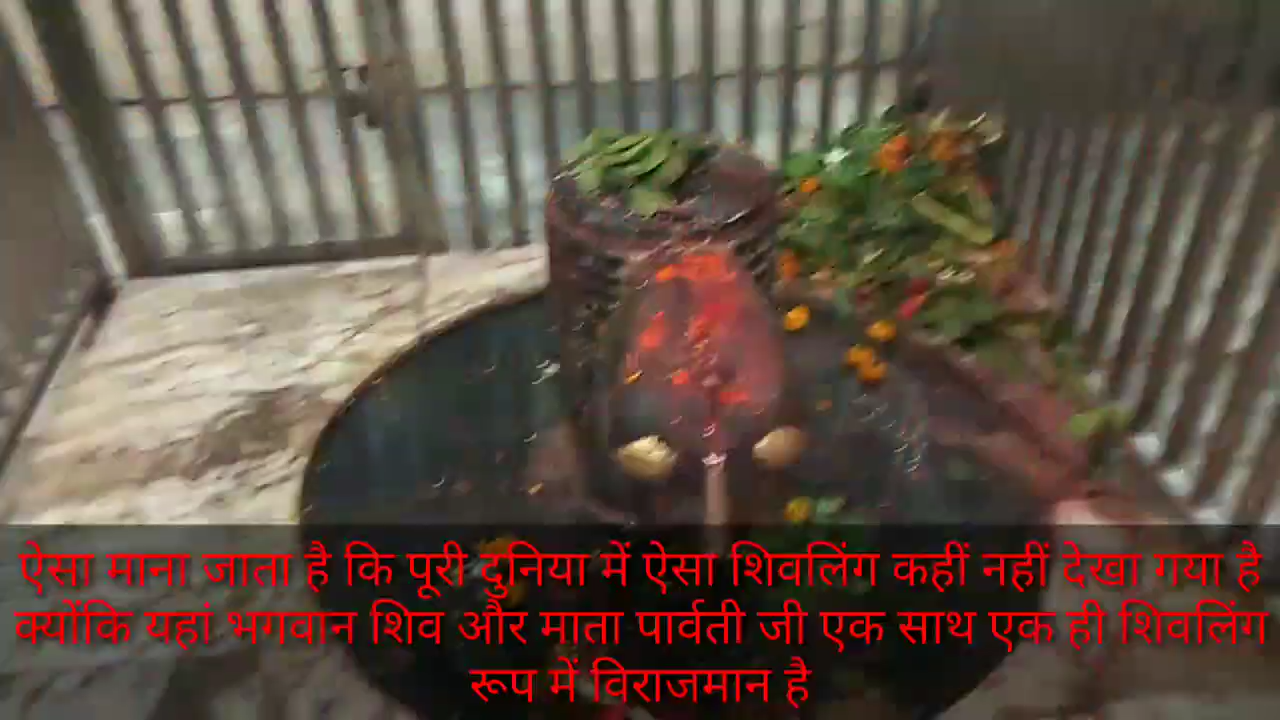 ऐसा माना जाता है कि पूरी दुनिया में ऐसा शिवलिंग कहीं नहीं देखा गया है
क्योंकि यहां भगवान शिव और माता पार्वती जी एक साथ एक ही शिवलिंग
रूप में विराजमान है